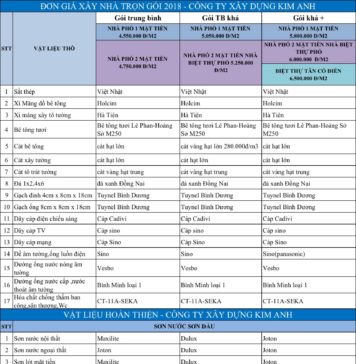 ĐƠN GIÁ XÂY NHÀ TRỌN GÓI 2018 - CÔNG TY XÂY DỰNG KIM ANH
STT VẬT LIỆU THÔ Gói trung bình Gói TB khá Gói khá +
NHÀ PHỐ 1 MẶT TIỀN 4.550.000 Đ/M2 NHÀ PHỐ 1 MẶT TIỀN 5.050.000 Đ/M2 NHÀ PHỐ 1 MẶT TIỀN 5.800.000 Đ/M2
NHÀ PHỐ 2 MẶT TIỀN 4.750.000 Đ/M2 NHÀ PHỐ 2 MẶT TIỀN NHÀ BIỆT THỰ PHỐ 5.250.000 Đ/M2 NHÀ PHỐ 2 MẶT TIỀN NHÀ BIỆT THỰ PHỐ 6.000.000 Đ/M2
BIỆT THỰ TÂN CỔ ĐIỂN 6.500.000 Đ/M2
1 Sắt thép Việt Nhật Việt Nhật Việt Nhật
2 Xi Măng đổ bê tông Holcim Holcim Holcim
3 Xi măng xây tô tường Hà Tiên Hà Tiên Hà Tiên
4 Bê tông tươi Bê tông tươi Lê Phan-Hoàng Sở M250 Bê tông tươi Lê Phan-Hoàng Sở M250 Bê tông tươi Lê Phan-Hoàng Sở M250
5 Cát bê tông cát hạt lớn cát vàng hạt lớn 280.000đ/m3 cát vàng hạt lớn
6 Cát xây tường cát hạt lớn cát hạt lớn cát hạt lớn
7 Cát tô trát tường cát vàng hạt trung cát vàng hạt trung cát vàng hạt trung
8 Đá 1x2,4x6 đá xanh Đồng Nai đá xanh Đồng Nai đá xanh Đồng Nai
9 Gạch đinh 4cm x 8cm x 18cm Tuynel Bình Dương Tuynel Bình Dương Tuynel Bình Dương
10 Gạch ống 8cm x 8cm x 18cm Tuynel Bình Dương Tuynel Bình Dương Tuynel Bình Dương
11 Dây cáp điện chiếu sáng Cáp Cadivi Cáp Cadivi Cáp Cadivi
12 Dây cáp TV Cáp sino Cáp Sino Cáp Sino
13 Dây cáp mạng Cáp sino Cáp Sino Cáp Sino
14 Đế âm tường,ống luồn điện Sino Sino Sino(panasonic)
15 Đường ống nước nóng âm tường Vesbo Vesbo Vesbo
16 Đường ống nước cấp ,nước thoát âm tường Bình Minh loại 1 Bình Minh loại 1 Bình Minh loại 1
17 Hóa chất chống thấm ban công,sân thượng,Wc CT-11A-SEKA CT-11A-SEKA CT-11A-SEKA
VẬT LIỆU HOÀN THIỆN - CÔNG TY XÂY DỰNG KIM ANH
STT SƠN NƯỚC SƠN DẦU
1 Sơn nước nội thất Maxilite Dulux Joton
2 Sơn nước ngoại thất Joton Dulux Joton
3 Sơn lót mặt tiền Maxilite Dulux Joton